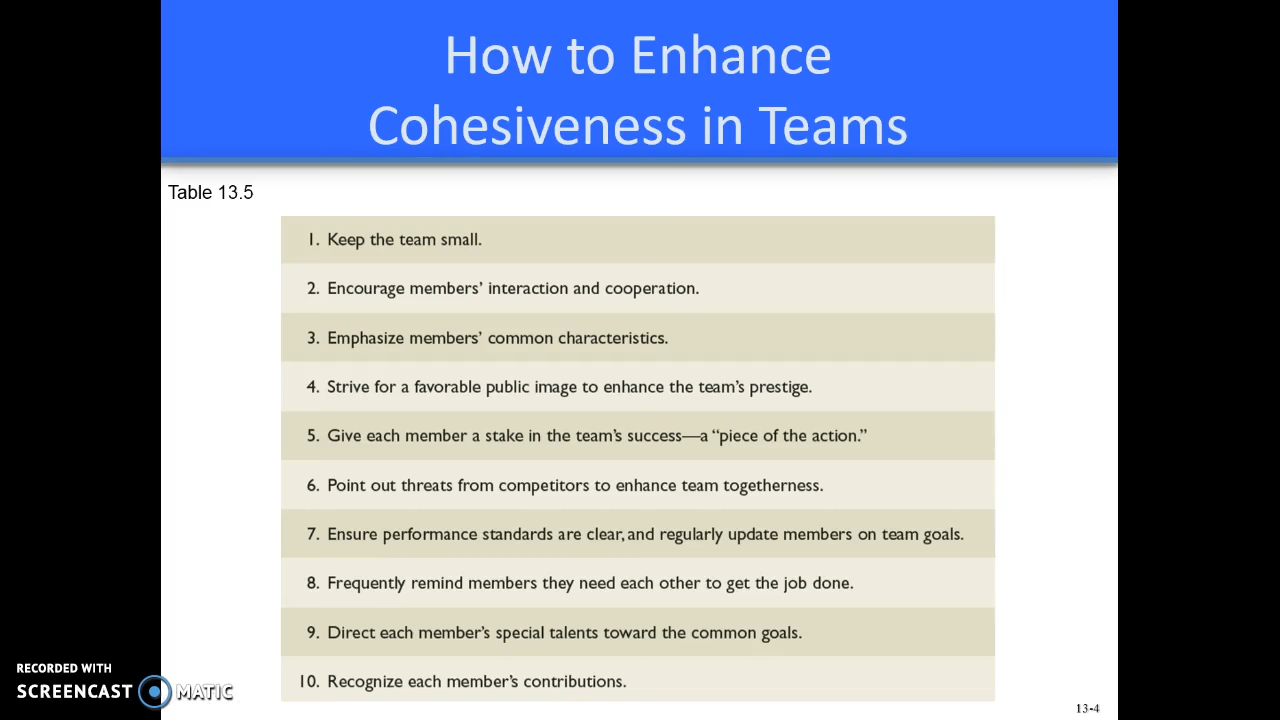 How to Enhance
Cohesiveness in Teams
Table 13.5
1. Keep the team small.
2. Encourage members’ interaction and cooperation.
3. Emphasize members’ common characteristics.
4. Strive for a favorable public image to enhance the team’s prestige.
5. Give each member a stake in the team’s success—a “piece of the action.”
6. Point out threats from competitors to enhance team togetherness.
7. Ensure performance standards are clear, and regularly update members on team goals.
8. Frequently remind members they need each other to get the job done.
9. Direct each member’s special talents toward the common goals.
10. Recognize each member’s contributions.
RECORDED WITH
SCREENCAST MATIC
13-4